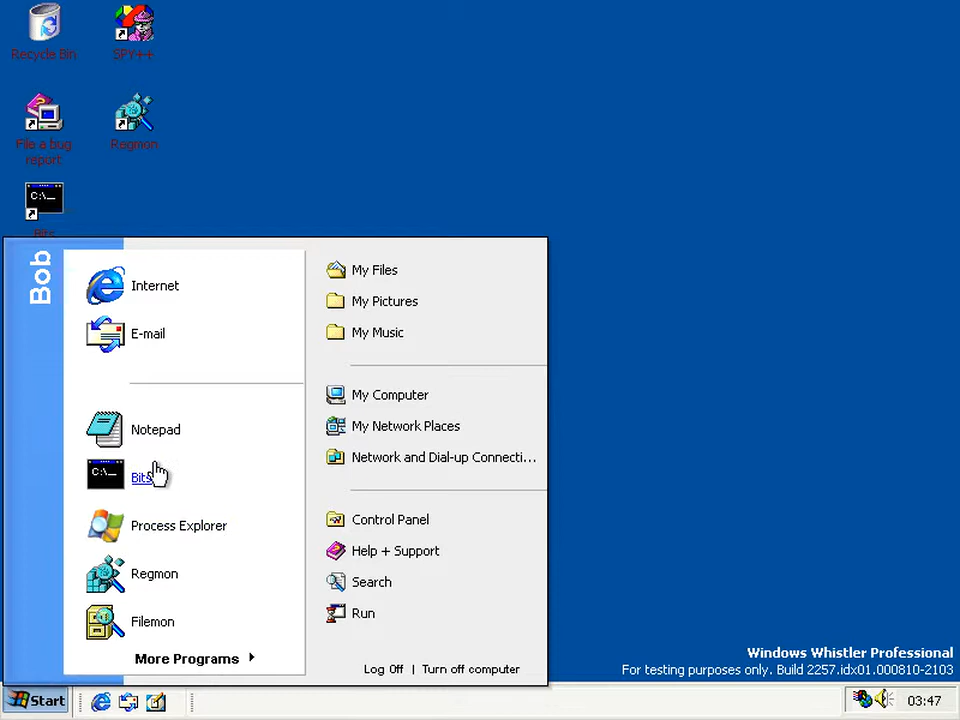 Recycle Bin
SPY++
File a bug
report
Regmon
C:\_
Bits
Bob
Internet
E-mail
Notepad
C:\_
Bits
Process Explorer
Regmon
Filemon
More Programs
My Files
My Pictures
My Music
My Computer
My Network Places
Network and Dial-up Connecti...
Control Panel
Help + Support
Search
Run
Log Off | Turn off computer
Windows Whistler Professional
For testing purposes only. Build 2257.idx01.000810-2103
Start
03:47